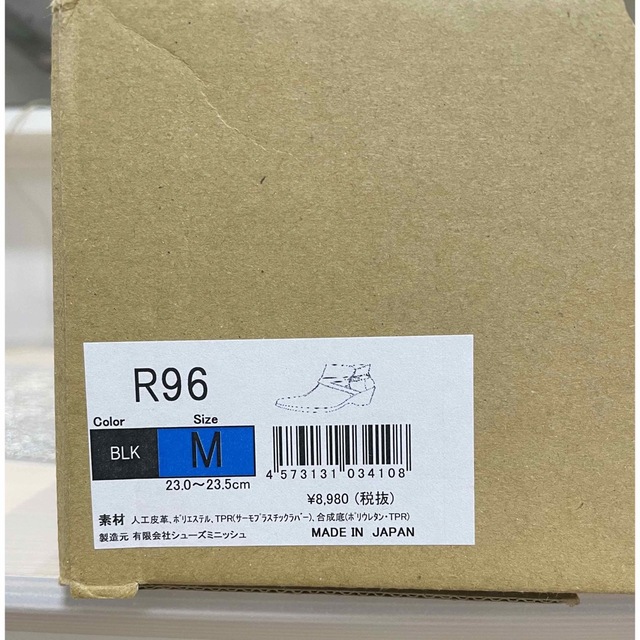 R96
Color Size
BLK M
23.0～23.5cm
4 573131 034108
¥8,980 (税抜)
素材 人工皮革、ﾎﾟﾘｴｽﾃﾙ、TPR(ｻｰﾓﾌﾟﾗｽﾁｯｸﾗﾊﾞｰ)、合成底(ﾎﾟﾘｳﾚﾀﾝ・TPR)
製造元 有限会社シューズミニッシュ MADE IN JAPAN